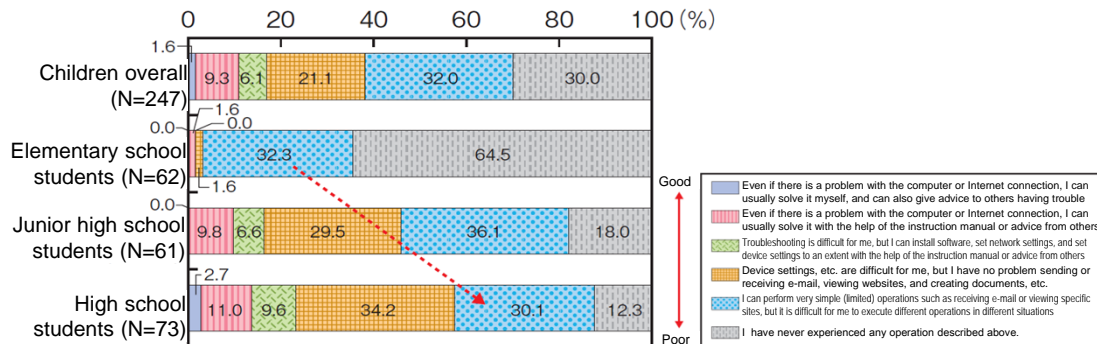 0 20 40 60 80 100 (%)
1.6
Children overall
(N=247)
9.3 6.1 21.1 32.0 30.0
0.0 1.6 0.0
Elementary school
students (N=62)
32.3 64.5
1.6
0.0
Junior high school
students (N=61)
9.8 6.6 29.5 36.1 18.0
2.7
High school
students (N=73)
11.0 9.6 34.2 30.1 12.3
Good
Poor
Even if there is a problem with the computer or Internet connection, I can
usually solve it myself, and can also give advice to others having trouble
Even if there is a problem with the computer or Internet connection, I can
usually solve it with the help of the instruction manual or advice from others
Troubleshooting is difficult for me, but I can install software, set network settings, and set
device settings to an extent with the help of the instruction manual or advice from others
Device settings, etc. are difficult for me, but I have no problem sending or
receiving e-mail, viewing websites, and creating documents, etc.
I can perform very simple (limited) operations such as receiving e-mail or viewing specific
sites, but it is difficult for me to execute different operations in different situations
I have never experienced any operation described above.